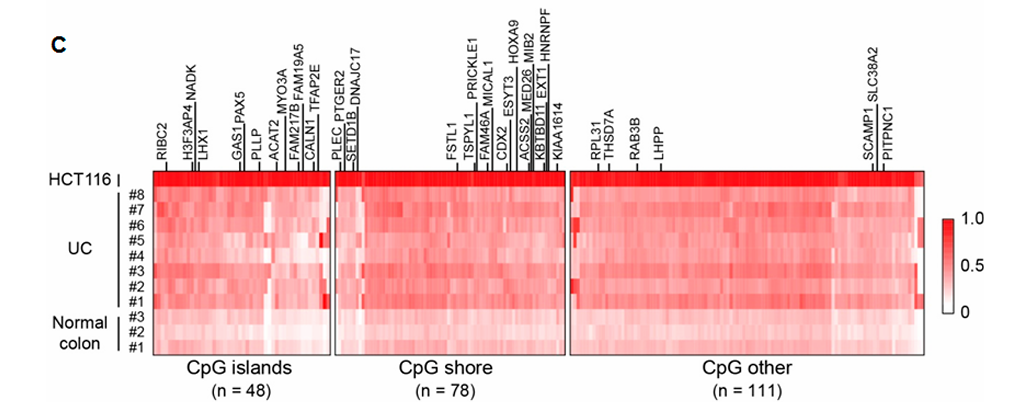 C
RIBC2
H3F3AP4
NADK
LHX1
GAS1
PAX5
PLLP
ACAT2
MYO3A
FAM217B
FAM19A5
CALN1
TFAP2E
PLEC
PTGER2
SETD1B
DNAJC17
FSTL1
TSPYL1
PRICKLE1
FAM46A
MICAL1
CDX2
ESYT3
HOXA9
ACSS2
MED26
MIB2
KBTBD11
EXT1
HNRNPF
KIAA1614
RPL31
THSD7A
RAB3B
LHPP
SCAMP1
SLC38A2
PITPNC1
HCT116
UC
#8
#7
#6
#5
#4
#3
#2
#1
Normal
colon
#3
#2
#1
CpG islands
(n = 48)
CpG shore
(n = 78)
CpG other
(n = 111)
1.0
0.5
0